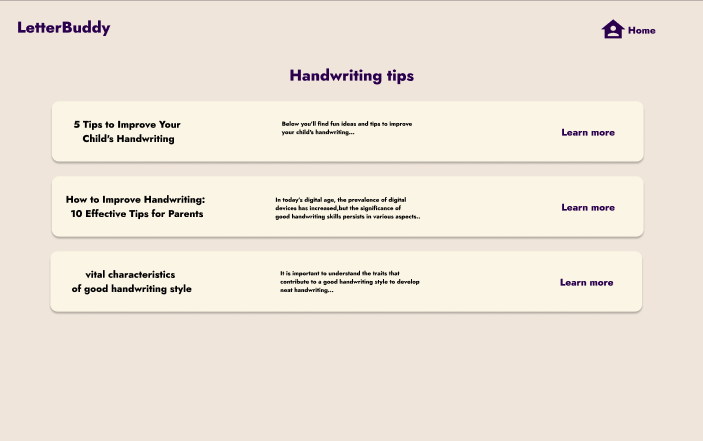 LetterBuddy
Home
Handwriting tips
5 Tips to Improve Your
Child's Handwriting
Below you'll find fun ideas and tips to improve
your child's handwriting...
Learn more
How to Improve Handwriting:
10 Effective Tips for Parents
In today's digital age, the prevalence of digital
devices has increased,but the significance of
good handwriting skills persists in various aspects..
Learn more
vital characteristics
of good handwriting style
It is important to understand the traits that
contribute to a good handwriting style to develop
neat handwriting...
Learn more